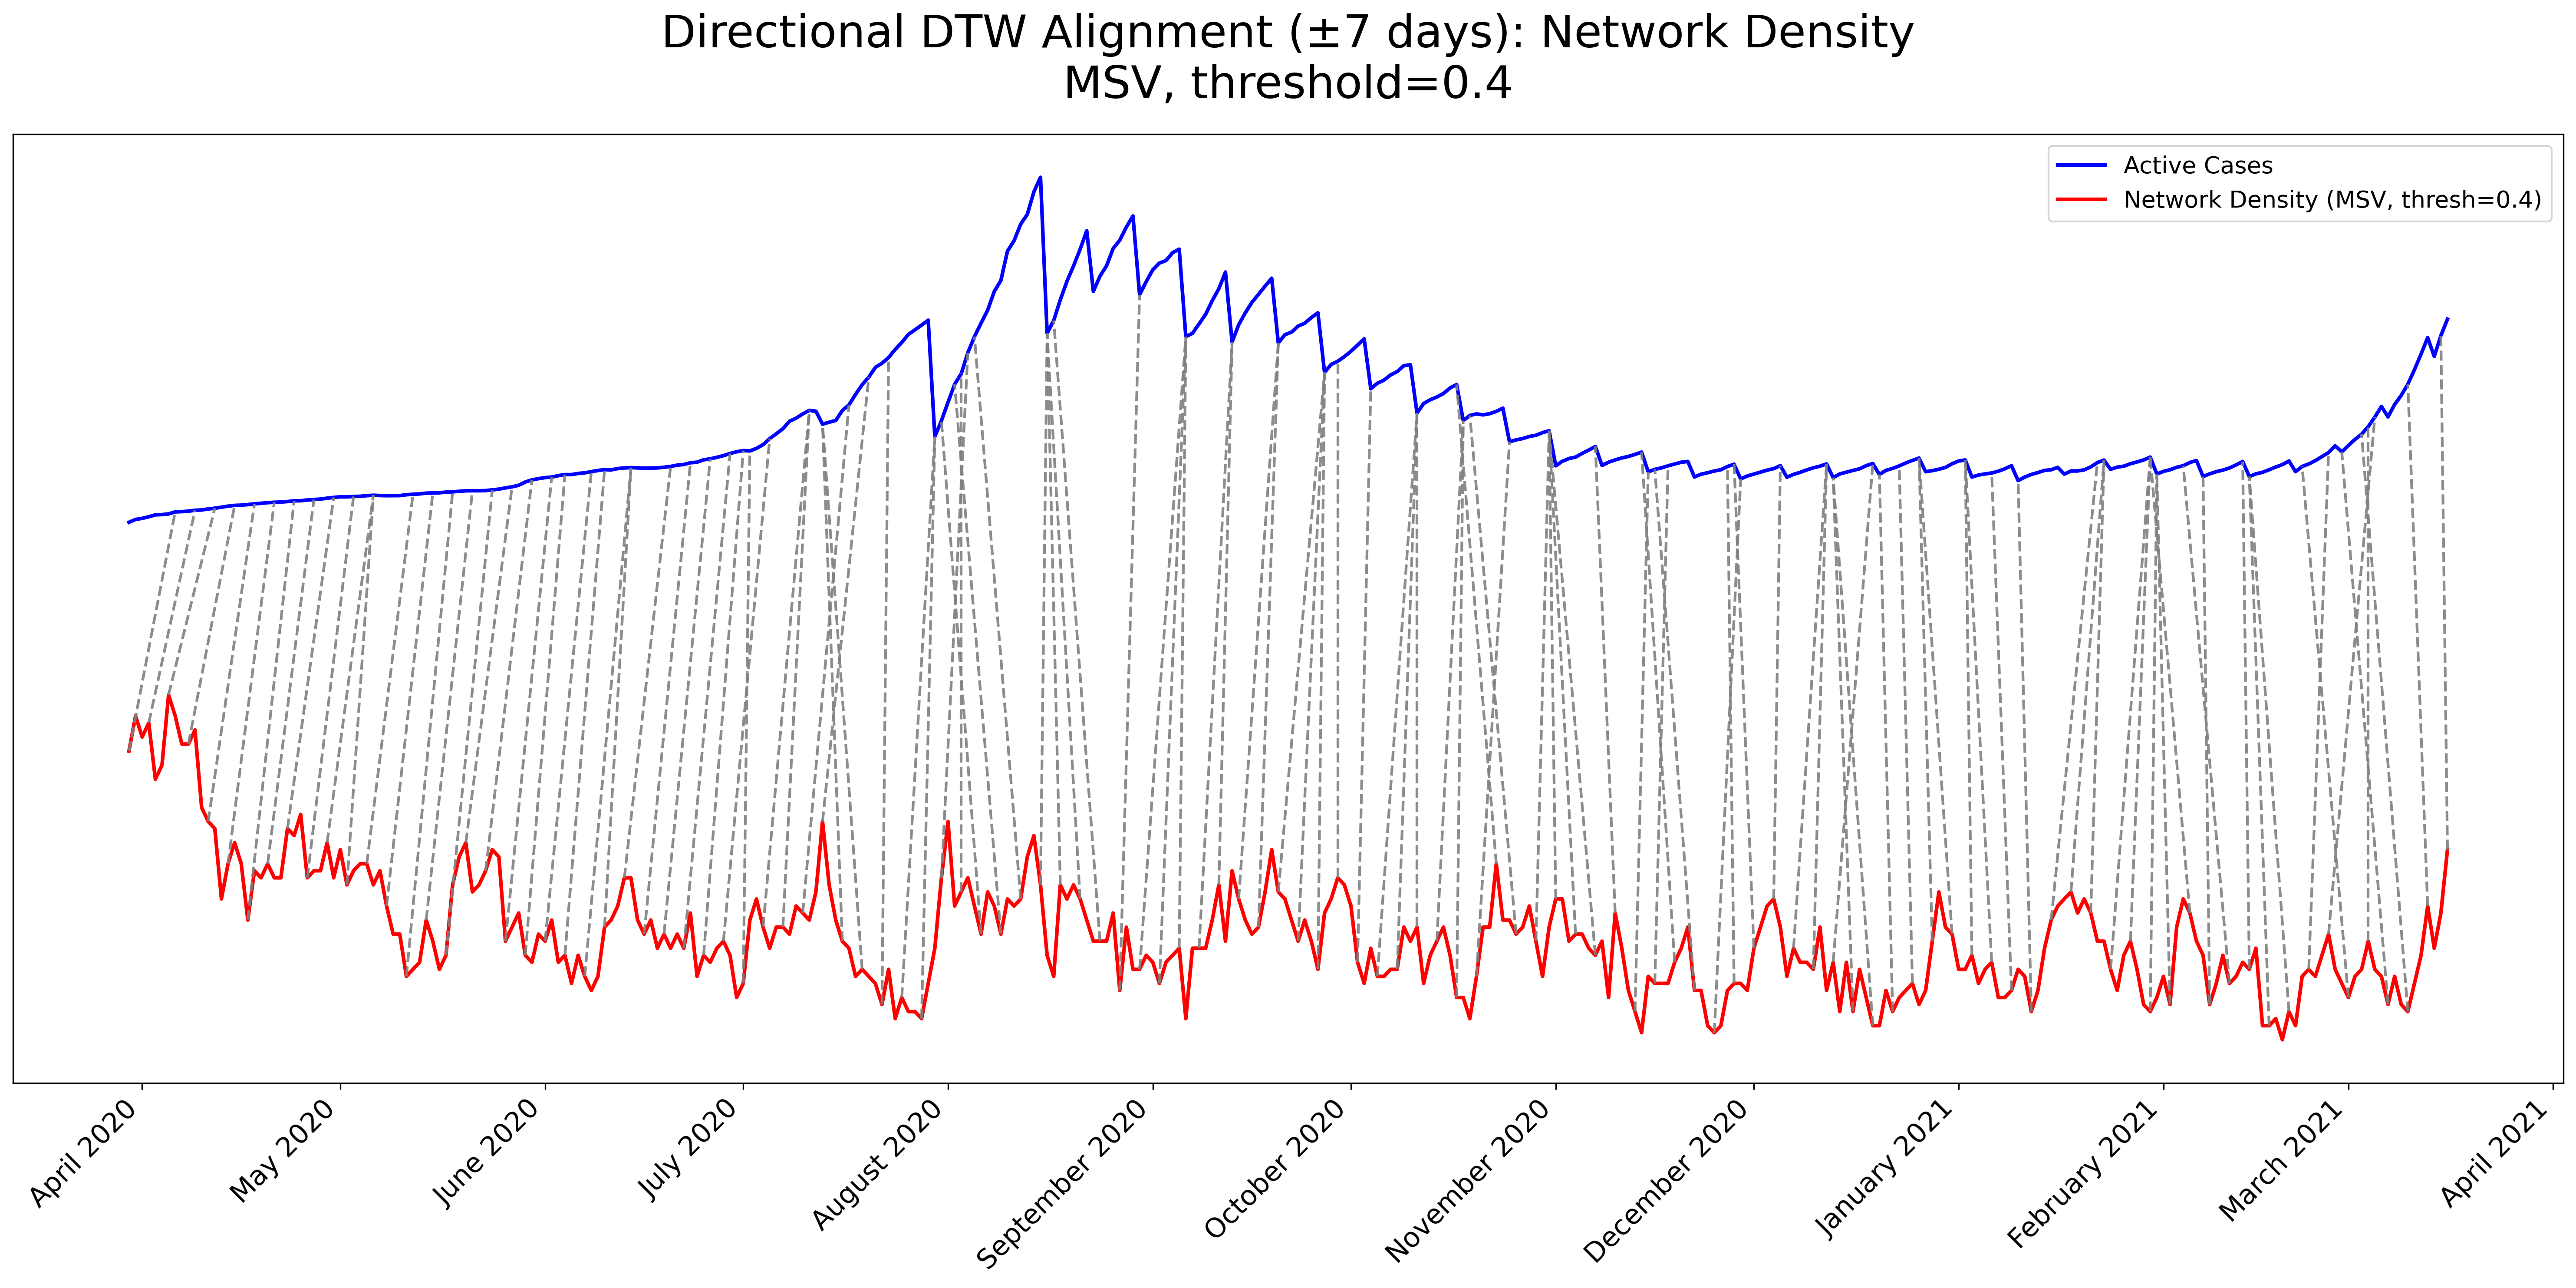 Directional DTW Alignment (±7 days): Network Density
MSV, threshold=0.4
Active Cases
Network Density (MSV, thresh=0.4)
April 2020
May 2020
June 2020
July 2020
August 2020
September 2020
October 2020
November 2020
December 2020
January 2021
February 2021
March 2021
April 2021